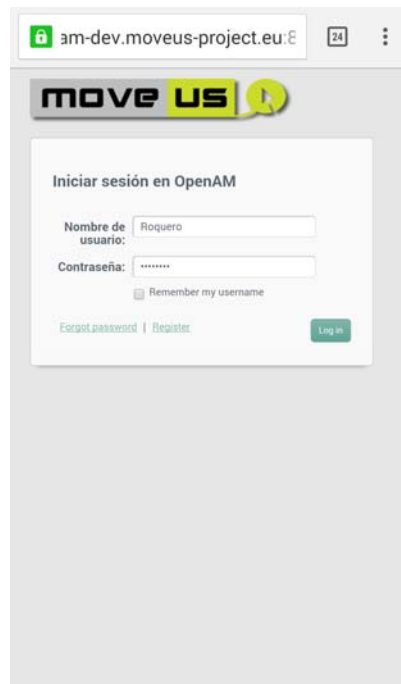 am-dev.moveus-project.eu:8
24
move us
Iniciar sesión en OpenAM
Nombre de
usuario:
Roquero
Contraseña:
••••••••
Remember my username
Forgot password | Register
Log in